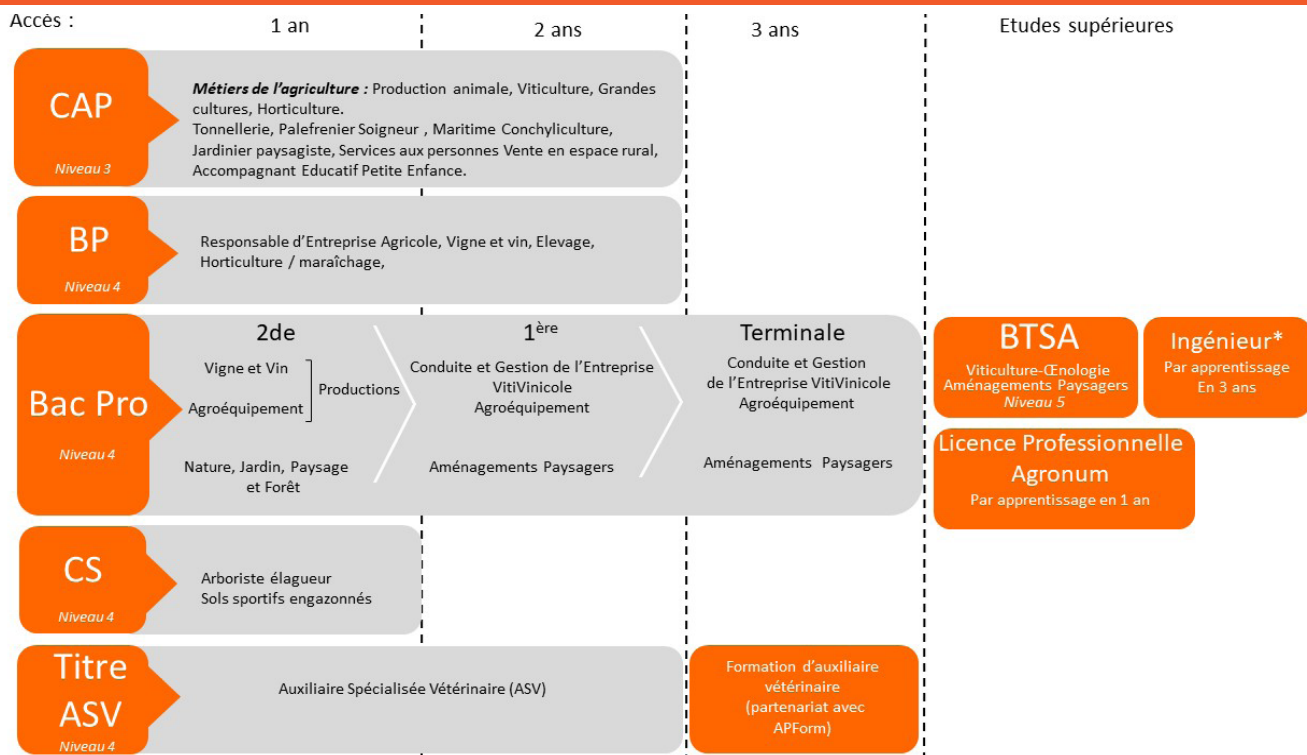 Accès :
1 an
2 ans
3 ans
Etudes supérieures
CAP
Niveau 3
Métiers de l'agriculture : Production animale, Viticulture, Grandes
cultures, Horticulture.
Tonnellerie, Palefrenier Soigneur , Maritime Conchyliculture,
Jardinier paysagiste, Services aux personnes Vente en espace rural,
Accompagnant Educatif Petite Enfance.
BP
Niveau 4
Responsable d'Entreprise Agricole, Vigne et vin, Elevage,
Horticulture / maraîchage,
Bac Pro
Niveau 4
2de
Vigne et Vin
Agroéquipement
Productions
Nature, Jardin, Paysage
et Forêt
1ère
Conduite et Gestion de l'Entreprise
VitiVinicole
Agroéquipement
Aménagements Paysagers
Terminale
Conduite et Gestion
de l'Entreprise VitiVinicole
Agroéquipement
Aménagements Paysagers
BTSA
Viticulture-Œnologie
Aménagements Paysagers
Niveau 5
Ingénieur*
Par apprentissage
En 3 ans
Licence Professionnelle
Agronum
Par apprentissage en 1 an
CS
Niveau 4
Arboriste élagueur
Sols sportifs engazonnés
Titre
ASV
Niveau 4
Auxiliaire Spécialisée Vétérinaire (ASV)
Formation d'auxiliaire
vétérinaire
(partenariat avec
APForm)